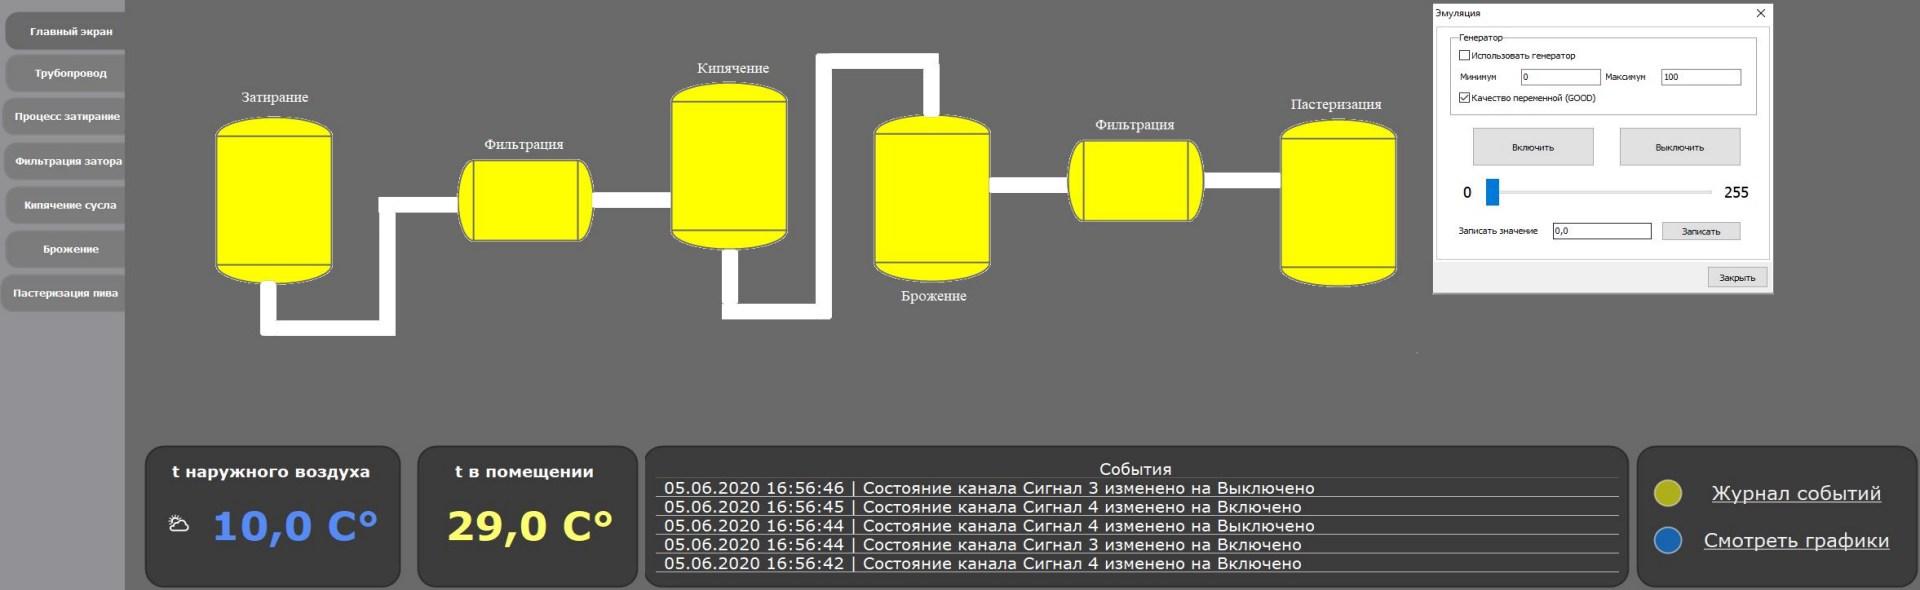 Главный экран
Трубопровод
Процесс затирание
Фильтрация затора
Кипячение сусла
Брожение
Пастеризация пива
Затирание
Фильтрация
Кипячение
Брожение
Фильтрация
Пастеризация
Эмуляция
Генератор
Использовать генератор
Минимум 0 Максимум 100
Качество переменной (GOOD)
Включить Выключить
0 255
Записать значение 0,0 Записать
Закрыть
t наружного воздуха
10,0 C°
t в помещении
29,0 C°
События
05.06.2020 16:56:46 | Состояние канала Сигнал 3 изменено на Выключено
05.06.2020 16:56:45 | Состояние канала Сигнал 4 изменено на Включено
05.06.2020 16:56:44 | Состояние канала Сигнал 4 изменено на Выключено
05.06.2020 16:56:44 | Состояние канала Сигнал 3 изменено на Включено
05.06.2020 16:56:42 | Состояние канала Сигнал 4 изменено на Включено
Журнал событий
Смотреть графики